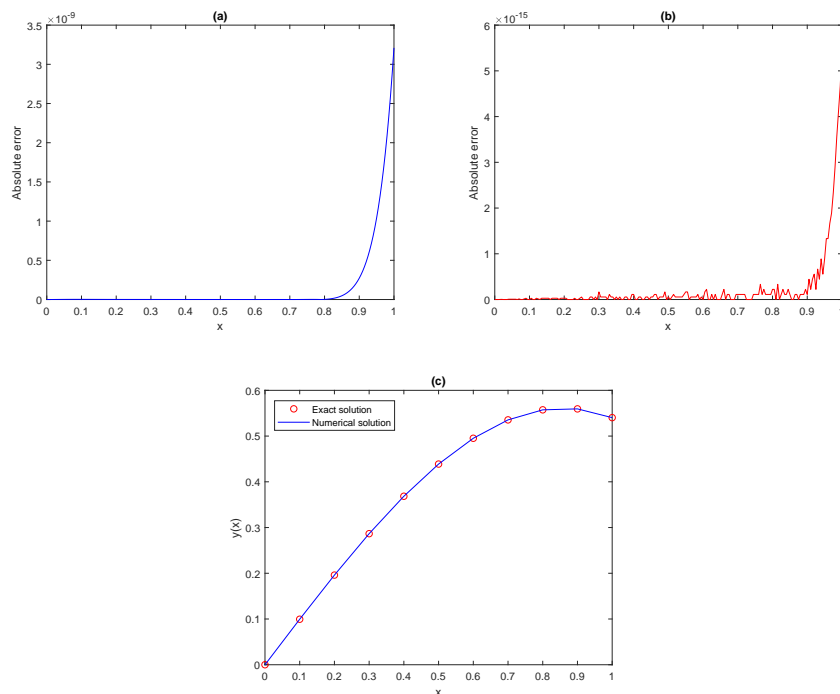 (a)
×10⁻⁹
3.5
3
2.5
2
1.5
1
0.5
0
Absolute error
0 0.1 0.2 0.3 0.4 0.5 0.6 0.7 0.8 0.9 1
x
(b)
×10⁻¹⁵
6
5
4
3
2
1
0
Absolute error
0 0.1 0.2 0.3 0.4 0.5 0.6 0.7 0.8 0.9 1
x
(c)
0.6
0.5
0.4
0.3
0.2
0.1
0
y(x)
Exact solution
Numerical solution
0 0.1 0.2 0.3 0.4 0.5 0.6 0.7 0.8 0.9 1
x